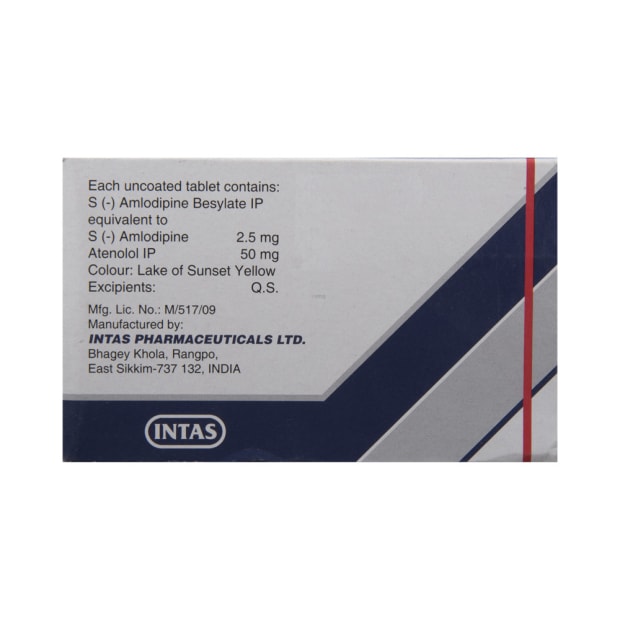 Each uncoated tablet contains:
S (-) Amlodipine Besylate IP
equivalent to
S (-) Amlodipine 2.5 mg
Atenolol IP 50 mg
Colour: Lake of Sunset Yellow
Excipients: Q.S.
Mfg. Lic. No.: M/517/09
Manufactured by:
INTAS PHARMACEUTICALS LTD.
Bhagey Khola, Rangpo,
East Sikkim-737 132, INDIA
INTAS